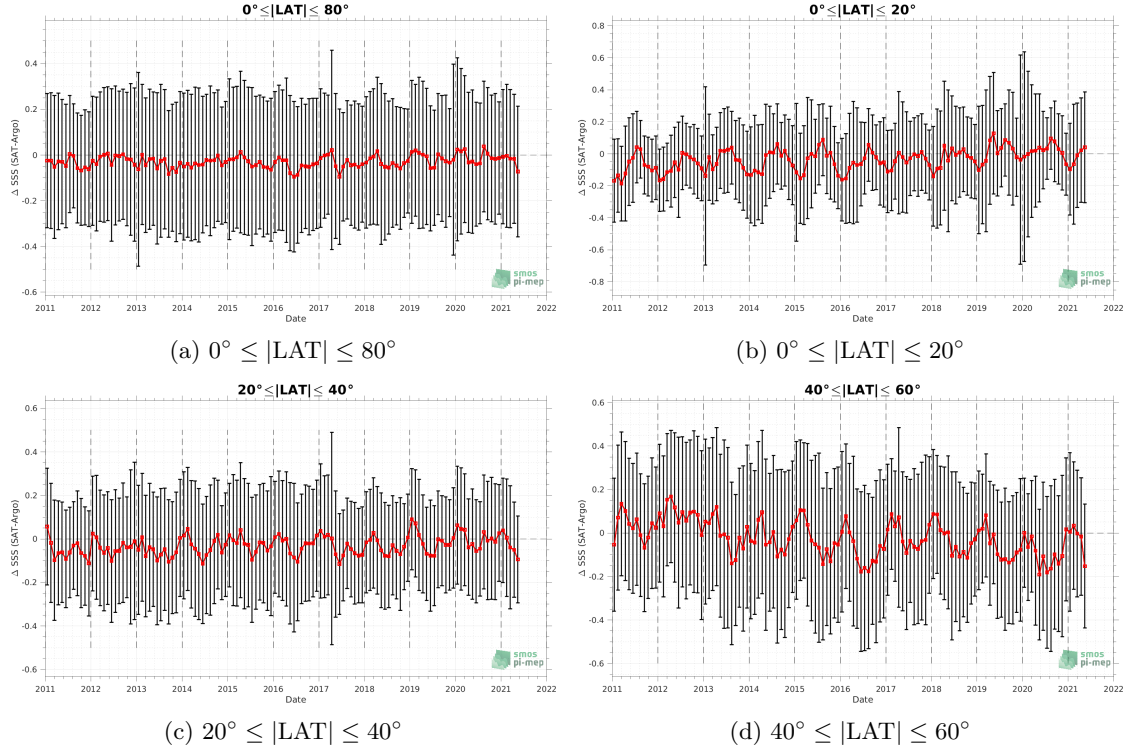 0°≤|LAT|≤ 80°
Δ SSS (SAT-Argo)
0.4
0.2
0
-0.2
-0.4
-0.6
2011 2012 2013 2014 2015 2016 2017 2018 2019 2020 2021 2022
Date
smos
pi-mep
(a) 0° ≤ |LAT| ≤ 80°
0°≤|LAT|≤ 20°
Δ SSS (SAT-Argo)
0.8
0.6
0.4
0.2
0
-0.2
-0.4
-0.6
-0.8
2011 2012 2013 2014 2015 2016 2017 2018 2019 2020 2021 2022
Date
smos
pi-mep
(b) 0° ≤ |LAT| ≤ 20°
20°≤|LAT|≤ 40°
Δ SSS (SAT-Argo)
0.6
0.4
0.2
0
-0.2
-0.4
-0.6
2011 2012 2013 2014 2015 2016 2017 2018 2019 2020 2021 2022
Date
smos
pi-mep
(c) 20° ≤ |LAT| ≤ 40°
40°≤|LAT|≤ 60°
Δ SSS (SAT-Argo)
0.6
0.4
0.2
0
-0.2
-0.4
-0.6
2011 2012 2013 2014 2015 2016 2017 2018 2019 2020 2021 2022
Date
smos
pi-mep
(d) 40° ≤ |LAT| ≤ 60°